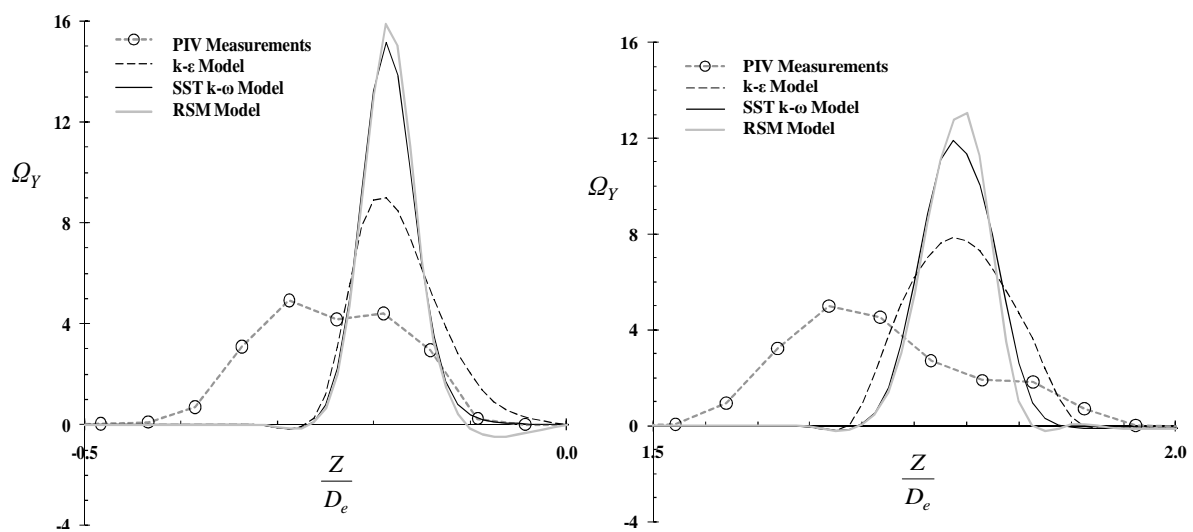 16
PIV Measurements
k-ε Model
SST k-ω Model
RSM Model
12
Ω_Y
8
4
0
-0.5
0.0
Z
D_e
-4
16
PIV Measurements
k-ε Model
SST k-ω Model
RSM Model
12
Ω_Y
8
4
0
1.5
2.0
Z
D_e
-4